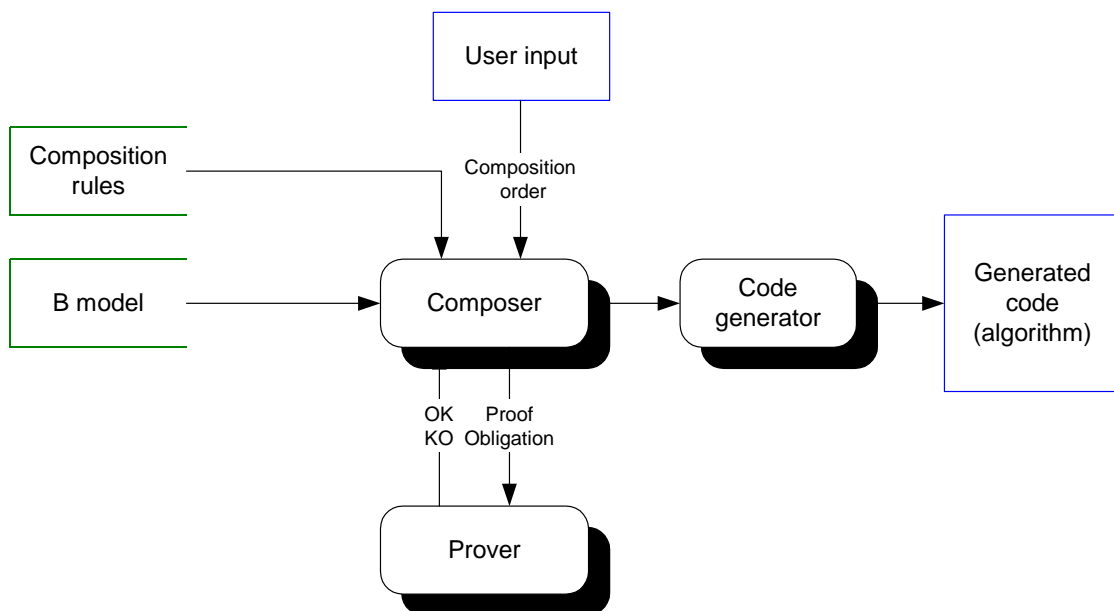 User input
Composition
rules
Composition
order
B model
Composer
Code
generator
Generated
code
(algorithm)
OK
KO
Proof
Obligation
Prover